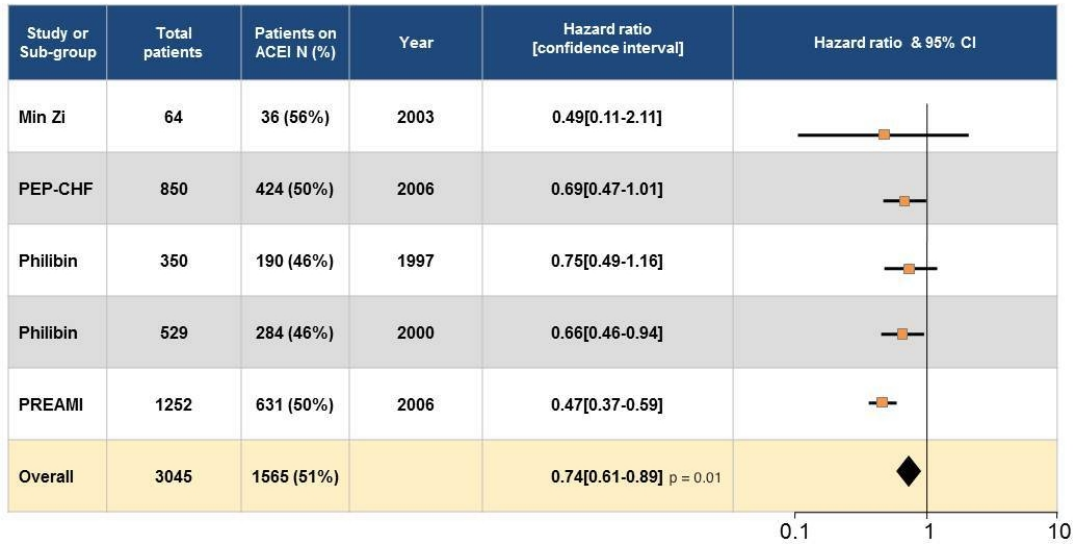 Study or Sub-group Total patients Patients on ACEI N (%) Year Hazard ratio [confidence interval] Hazard ratio & 95% CI
Min Zi 64 36 (56%) 2003 0.49[0.11-2.11]
PEP-CHF 850 424 (50%) 2006 0.69[0.47-1.01]
Philibin 350 190 (46%) 1997 0.75[0.49-1.16]
Philibin 529 284 (46%) 2000 0.66[0.46-0.94]
PREAMI 1252 631 (50%) 2006 0.47[0.37-0.59]
Overall 3045 1565 (51%) 0.74[0.61-0.89] p = 0.01
0.1 1 10